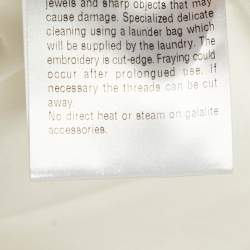 jewels and sharp objects that may
cause damage. Specialized delicate
cleaning using a launder bag which
will be supplied by the laundry. The
embroidery is cut-edge. Fraying could
occur after prolongued use. If
necessary the threads can be cut
away.
No direct heat or steam on galalite
accessories.